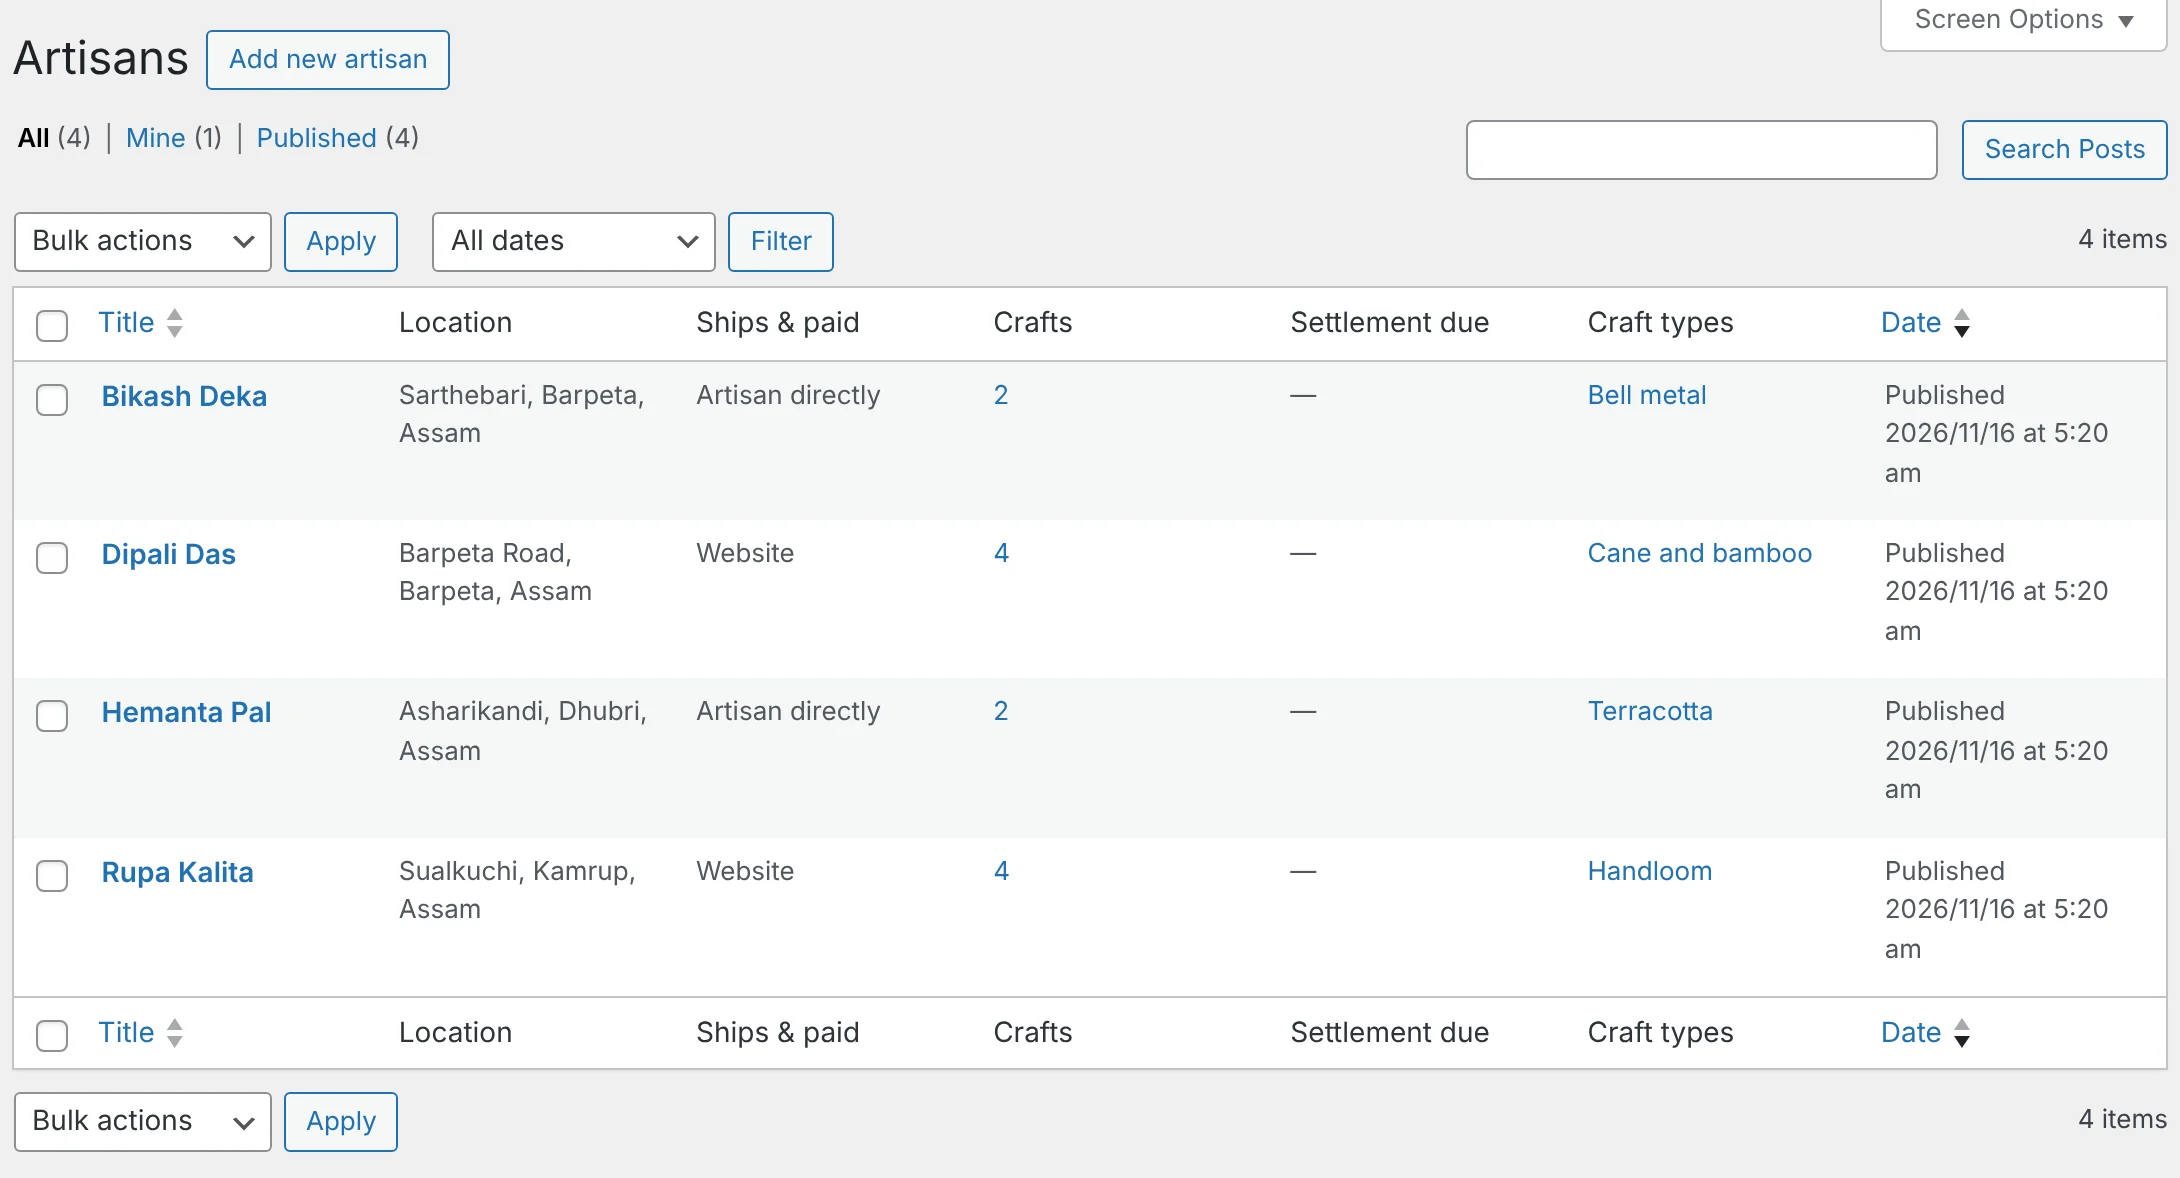 Screen Options
Artisans Add new artisan
All (4) | Mine (1) | Published (4)
Search Posts
Bulk actions Apply All dates Filter 4 items
Title Location Ships & paid Crafts Settlement due Craft types Date
Bikash Deka Sarthebari, Barpeta, Artisan directly 2 — Bell metal Published
Assam 2026/11/16 at 5:20
am
Dipali Das Barpeta Road, Website 4 — Cane and bamboo Published
Barpeta, Assam 2026/11/16 at 5:20
am
Hemanta Pal Asharikandi, Dhubri, Artisan directly 2 — Terracotta Published
Assam 2026/11/16 at 5:20
am
Rupa Kalita Sualkuchi, Kamrup, Website 4 — Handloom Published
Assam 2026/11/16 at 5:20
am
Title Location Ships & paid Crafts Settlement due Craft types Date
Bulk actions Apply 4 items